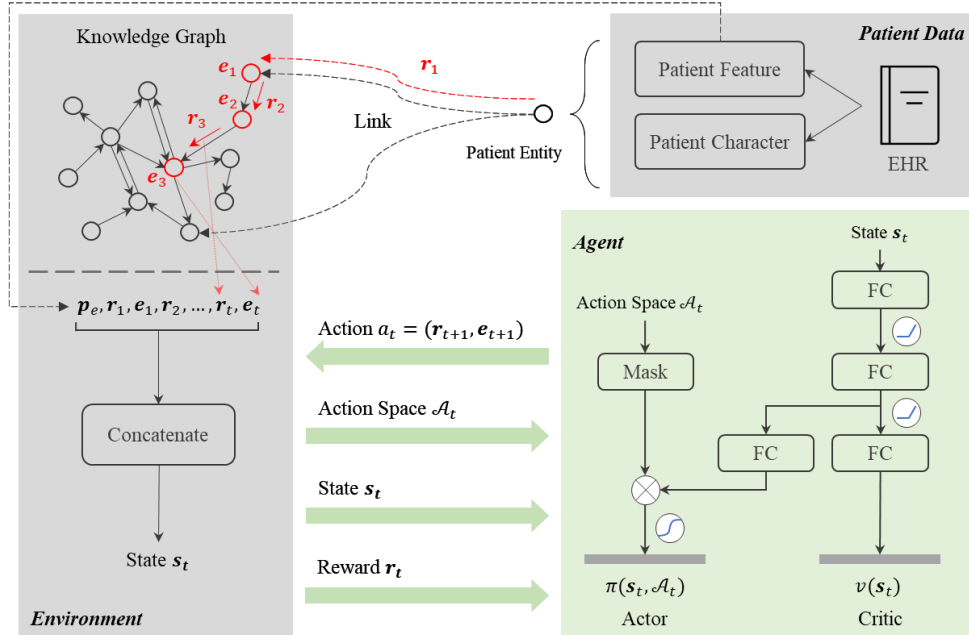 Knowledge Graph
e₁
e₂
r₂
r₃
e₃
r₁
Link
Patient Entity
Patient Data
Patient Feature
Patient Character
EHR
pₑ, r₁, e₁, r₂, ..., rₜ, eₜ
Concatenate
State sₜ
Environment
Action aₜ = (rₜ₊₁, eₜ₊₁)
Action Space 𝒜ₜ
State sₜ
Reward rₜ
Agent
State sₜ
FC
Action Space 𝒜ₜ
Mask
FC
FC
FC
π(sₜ, 𝒜ₜ)
Actor
v(sₜ)
Critic